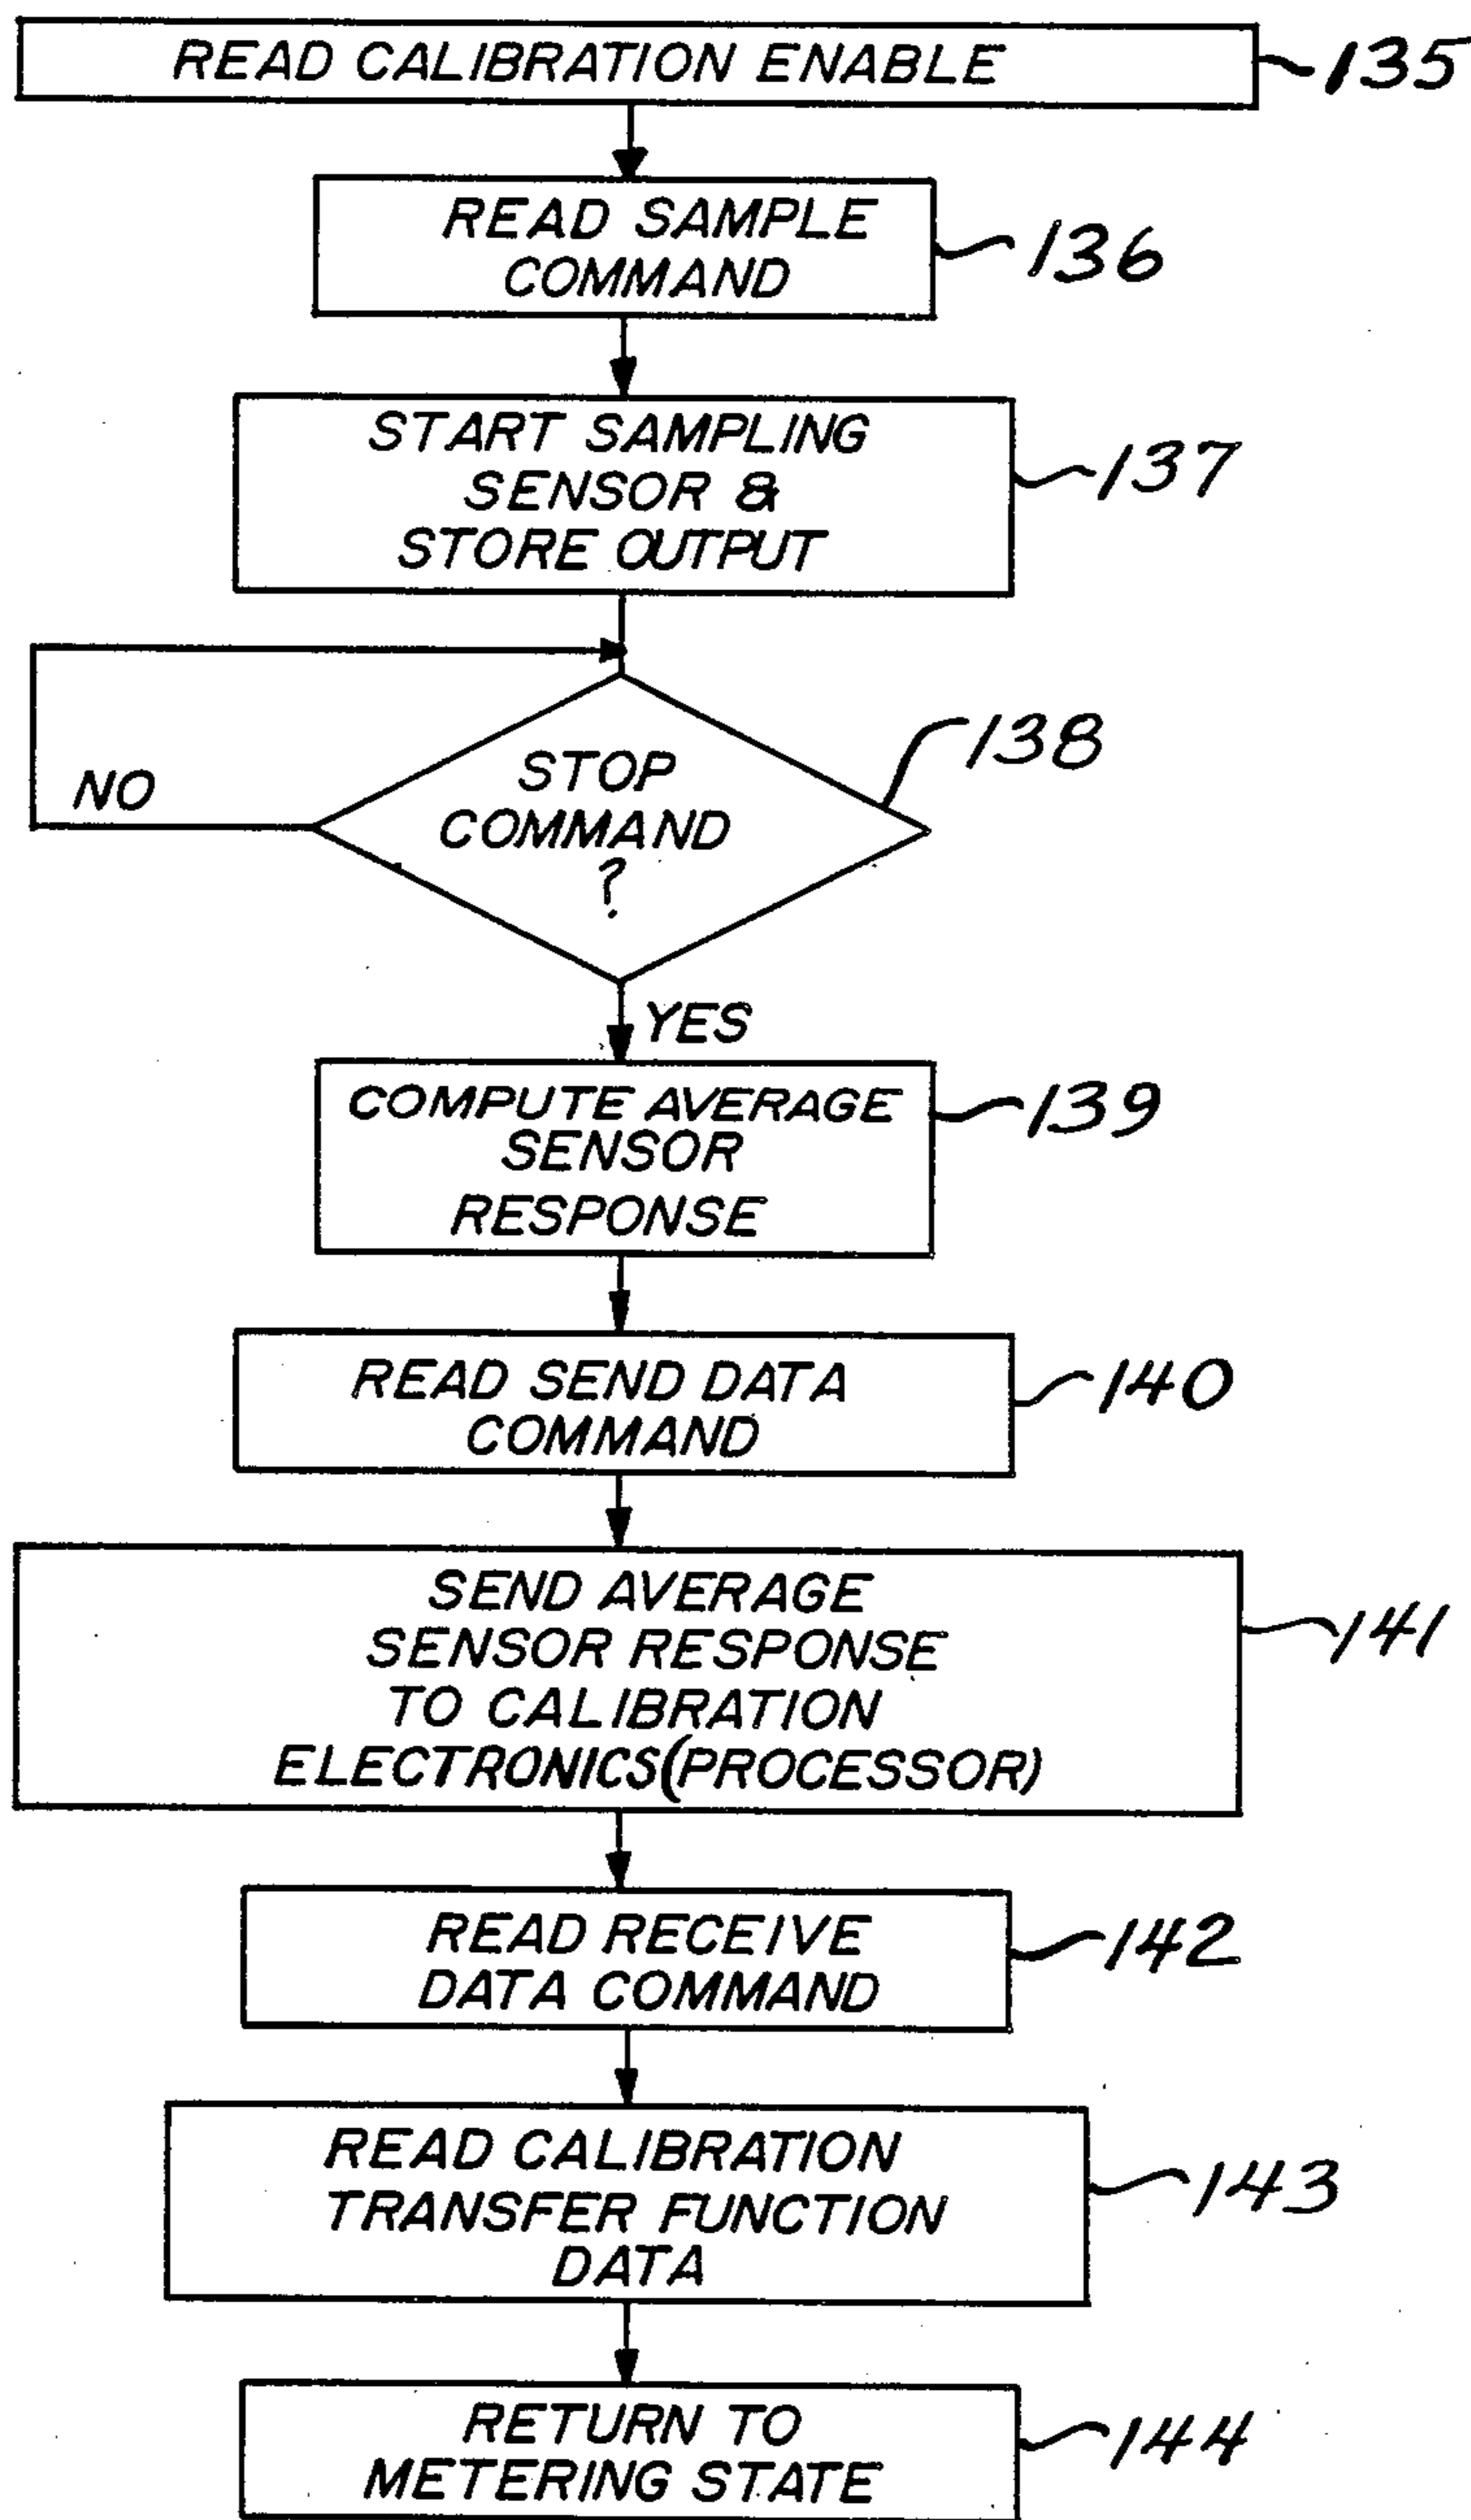 READ CALIBRATION ENABLE
135
READ SAMPLE
COMMAND
136
START SAMPLING
SENSOR &
STORE OUTPUT
137
STOP
COMMAND
?
138
NO
YES
COMPUTE AVERAGE
SENSOR
RESPONSE
139
READ SEND DATA
COMMAND
140
SEND AVERAGE
SENSOR RESPONSE
TO CALIBRATION
ELECTRONICS(PROCESSOR)
141
READ RECEIVE
DATA COMMAND
142
READ CALIBRATION
TRANSFER FUNCTION
DATA
143
RETURN TO
METERING STATE
144